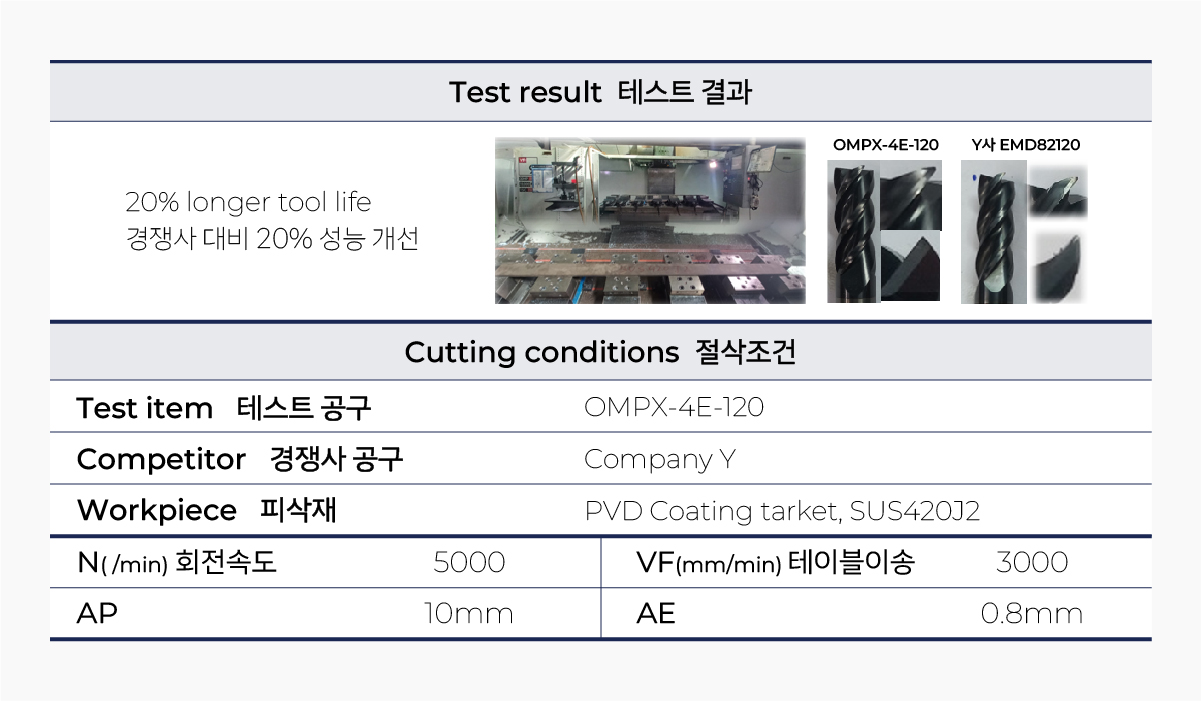 Test result 테스트 결과
20% longer tool life
경쟁사 대비 20% 성능 개선
OMPX-4E-120
Y사 EMD82120
Cutting conditions 절삭조건
Test item 테스트 공구 OMPX-4E-120
Competitor 경쟁사 공구 Company Y
Workpiece 피삭재 PVD Coating tarket, SUS420J2
N( /min) 회전속도 5000 VF(mm/min) 테이블이송 3000
AP 10mm AE 0.8mm